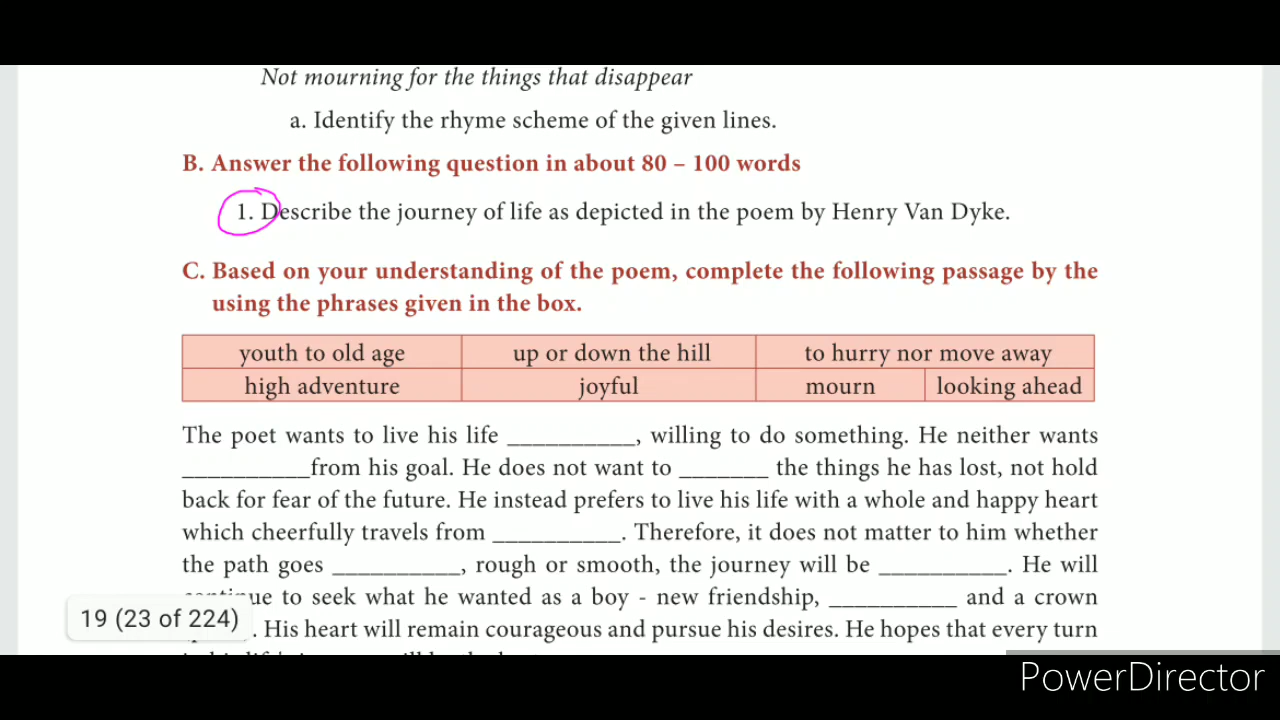 Not mourning for the things that disappear
a. Identify the rhyme scheme of the given lines.
B. Answer the following question in about 80 – 100 words
1. Describe the journey of life as depicted in the poem by Henry Van Dyke.
C. Based on your understanding of the poem, complete the following passage by the
using the phrases given in the box.
youth to old age up or down the hill to hurry nor move away
high adventure joyful mourn looking ahead
The poet wants to live his life __________, willing to do something. He neither wants
__________from his goal. He does not want to _______ the things he has lost, not hold
back for fear of the future. He instead prefers to live his life with a whole and happy heart
which cheerfully travels from __________. Therefore, it does not matter to him whether
the path goes __________, rough or smooth, the journey will be __________. He will
to seek what he wanted as a boy - new friendship, __________ and a crown
19 (23 of 224)
. His heart will remain courageous and pursue his desires. He hopes that every turn
PowerDirector